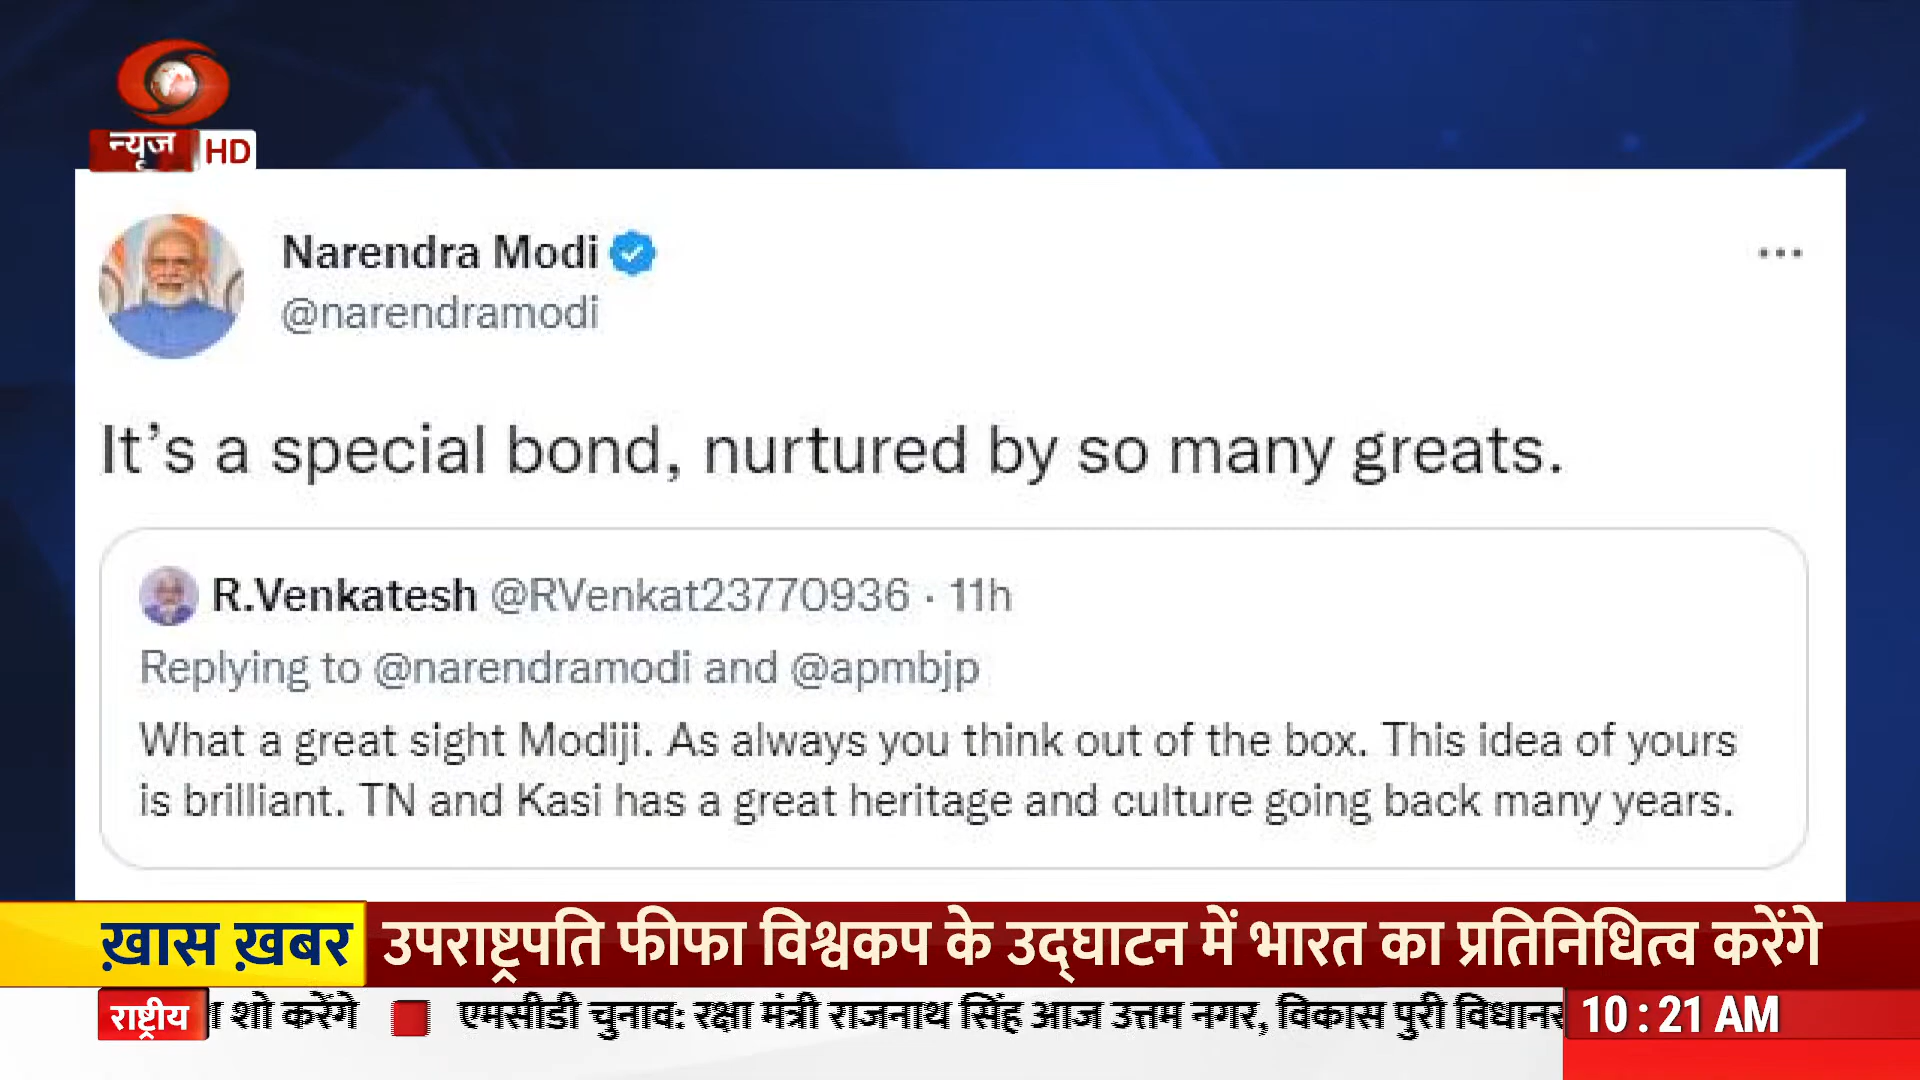 न्यूज़ HD
Narendra Modi
@narendramodi
It's a special bond, nurtured by so many greats.
R.Venkatesh @RVenkat23770936 · 11h
Replying to @narendramodi and @apmbjp
What a great sight Modiji. As always you think out of the box. This idea of yours
is brilliant. TN and Kasi has a great heritage and culture going back many years.
ख़ास ख़बर उपराष्ट्रपति फीफा विश्वकप के उद्घाटन में भारत का प्रतिनिधित्व करेंगे
राष्ट्रीय शो करेंगे एमसीडी चुनाव: रक्षा मंत्री राजनाथ सिंह आज उत्तम नगर, विकास पुरी 10 : 21 AM